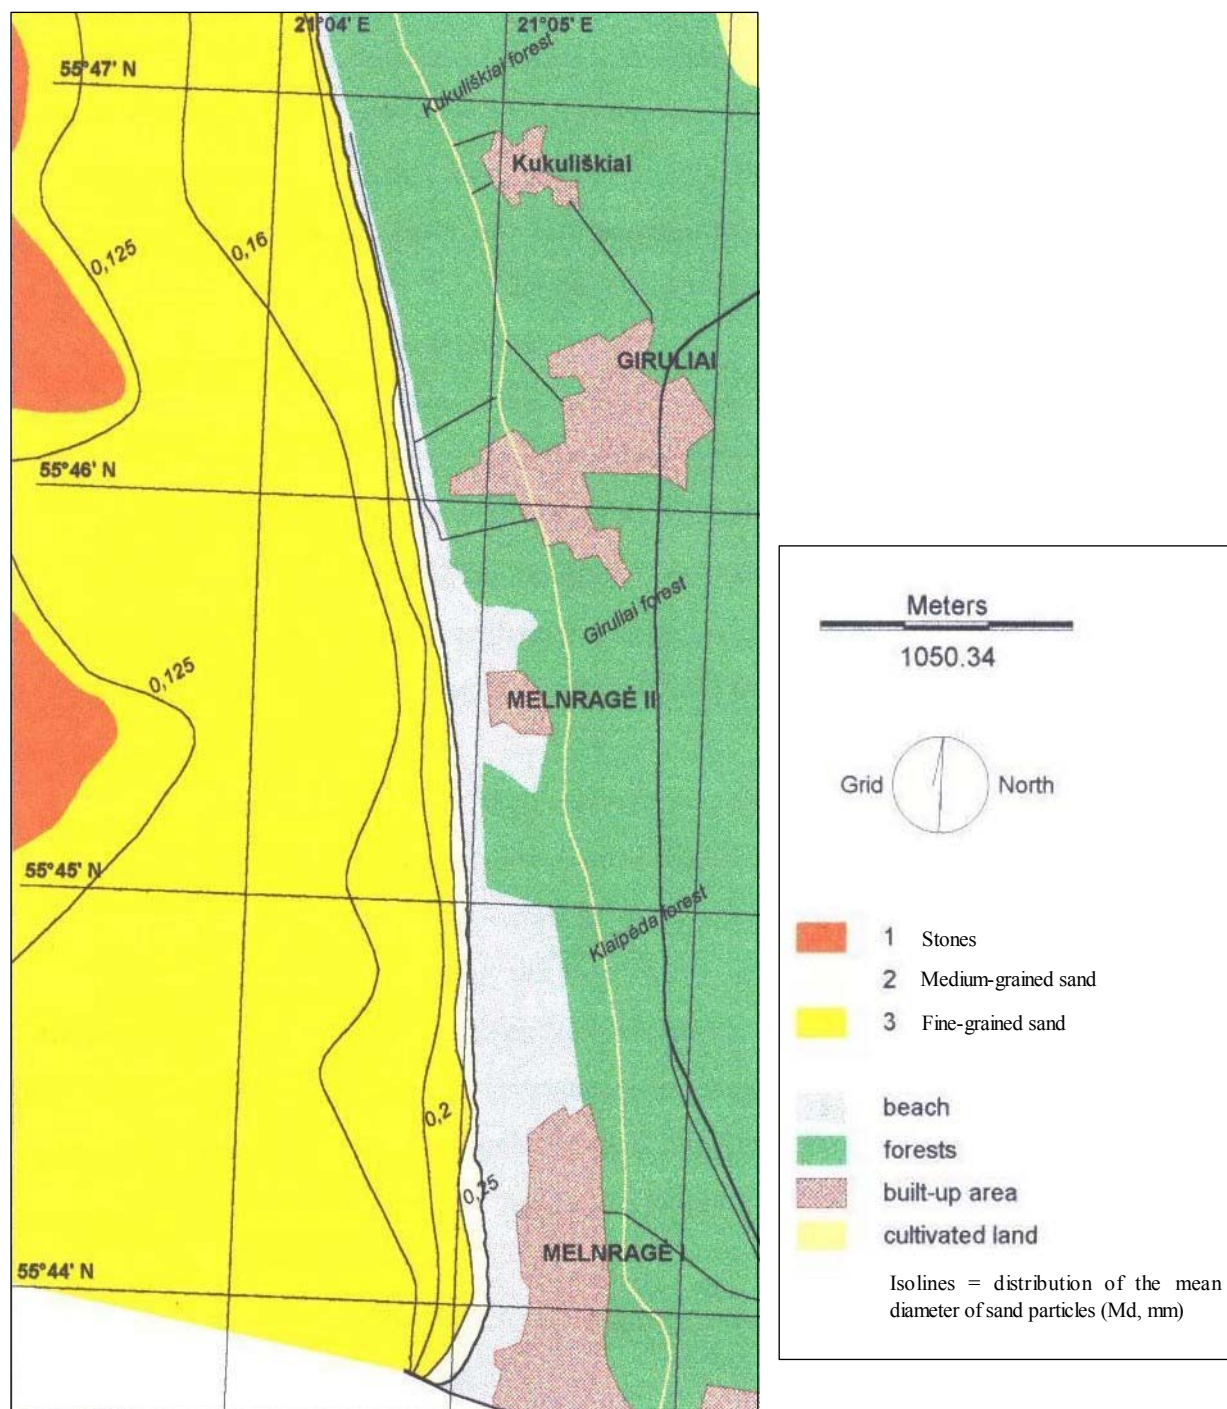 21°04' E
21°05' E
55°47' N
Kukuliškiai forest
Kukuliškiai
0,125
0,16
GIRULIAI
55°46' N
Giruliai forest
0,125
MELNRAGĖ II
55°45' N
Klaipėda forest
0,2
0,25
MELNRAGĖ I
55°44' N
Meters
1050.34
Grid North
1 Stones
2 Medium-grained sand
3 Fine-grained sand
beach
forests
built-up area
cultivated land
Isolines = distribution of the mean
diameter of sand particles (Md, mm)